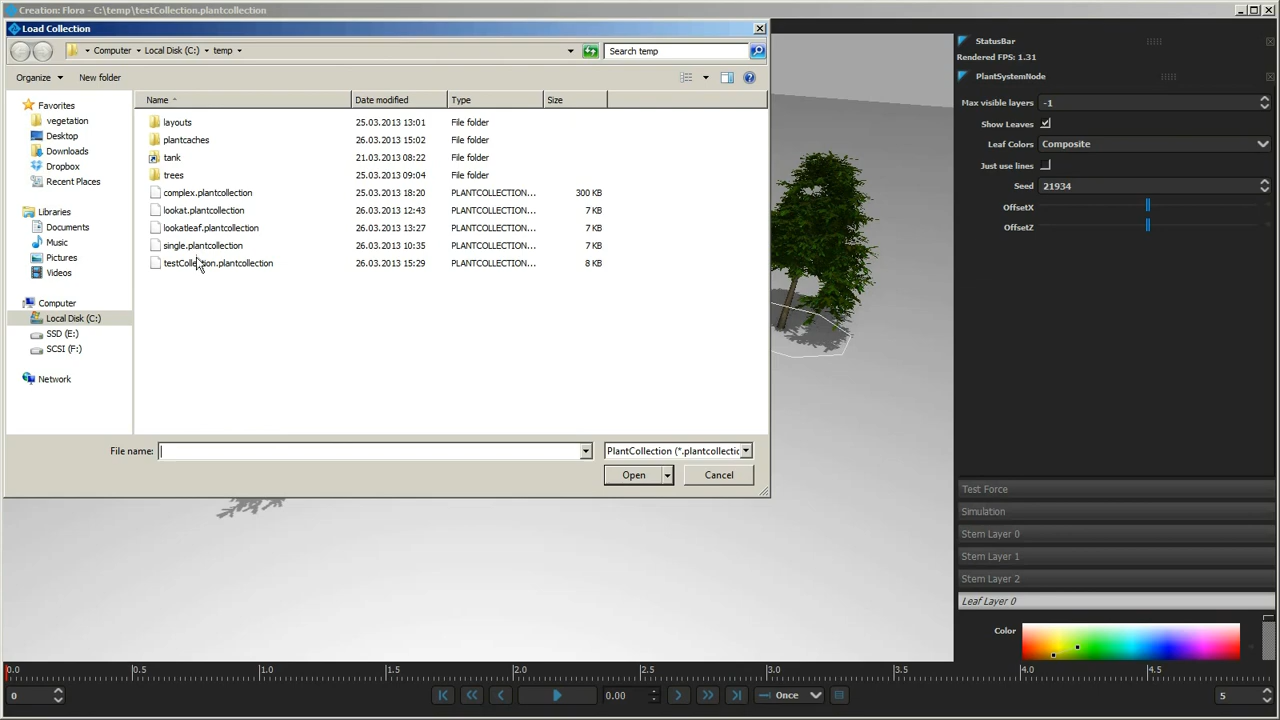 Creation: Flora - C:\temp\testCollection.plantcollection
Load Collection
Computer Local Disk (C:) temp
Search temp
Organize
New folder
Name
Date modified
Type
Size
Favorites
vegetation
Desktop
Downloads
Dropbox
Recent Places
Libraries
Documents
Music
Pictures
Videos
Computer
Local Disk (C:)
SSD (E:)
SCSI (F:)
Network
layouts 25.03.2013 13:01 File folder
plantcaches 26.03.2013 15:02 File folder
tank 21.03.2013 08:22 File folder
trees 25.03.2013 09:04 File folder
complex.plantcollection 25.03.2013 18:20 PLANTCOLLECTION... 300 KB
lookat.plantcollection 26.03.2013 12:43 PLANTCOLLECTION... 7 KB
lookatleaf.plantcollection 26.03.2013 13:27 PLANTCOLLECTION... 7 KB
single.plantcollection 26.03.2013 10:35 PLANTCOLLECTION... 7 KB
testCollection.plantcollection 26.03.2013 15:29 PLANTCOLLECTION... 8 KB
File name:
PlantCollection (*.plantcollectic
Open
Cancel
StatusBar
Rendered FPS: 1.31
PlantSystemNode
Max visible layers -1
Show Leaves
Leaf Colors Composite
Just use lines
Seed 21934
OffsetX
OffsetZ
Test Force
Simulation
Stem Layer 0
Stem Layer 1
Stem Layer 2
Leaf Layer 0
Color
0.0 0.5 1.0 1.5 2.0 2.5 3.0 3.5 4.0 4.5
0 0.00 Once 5